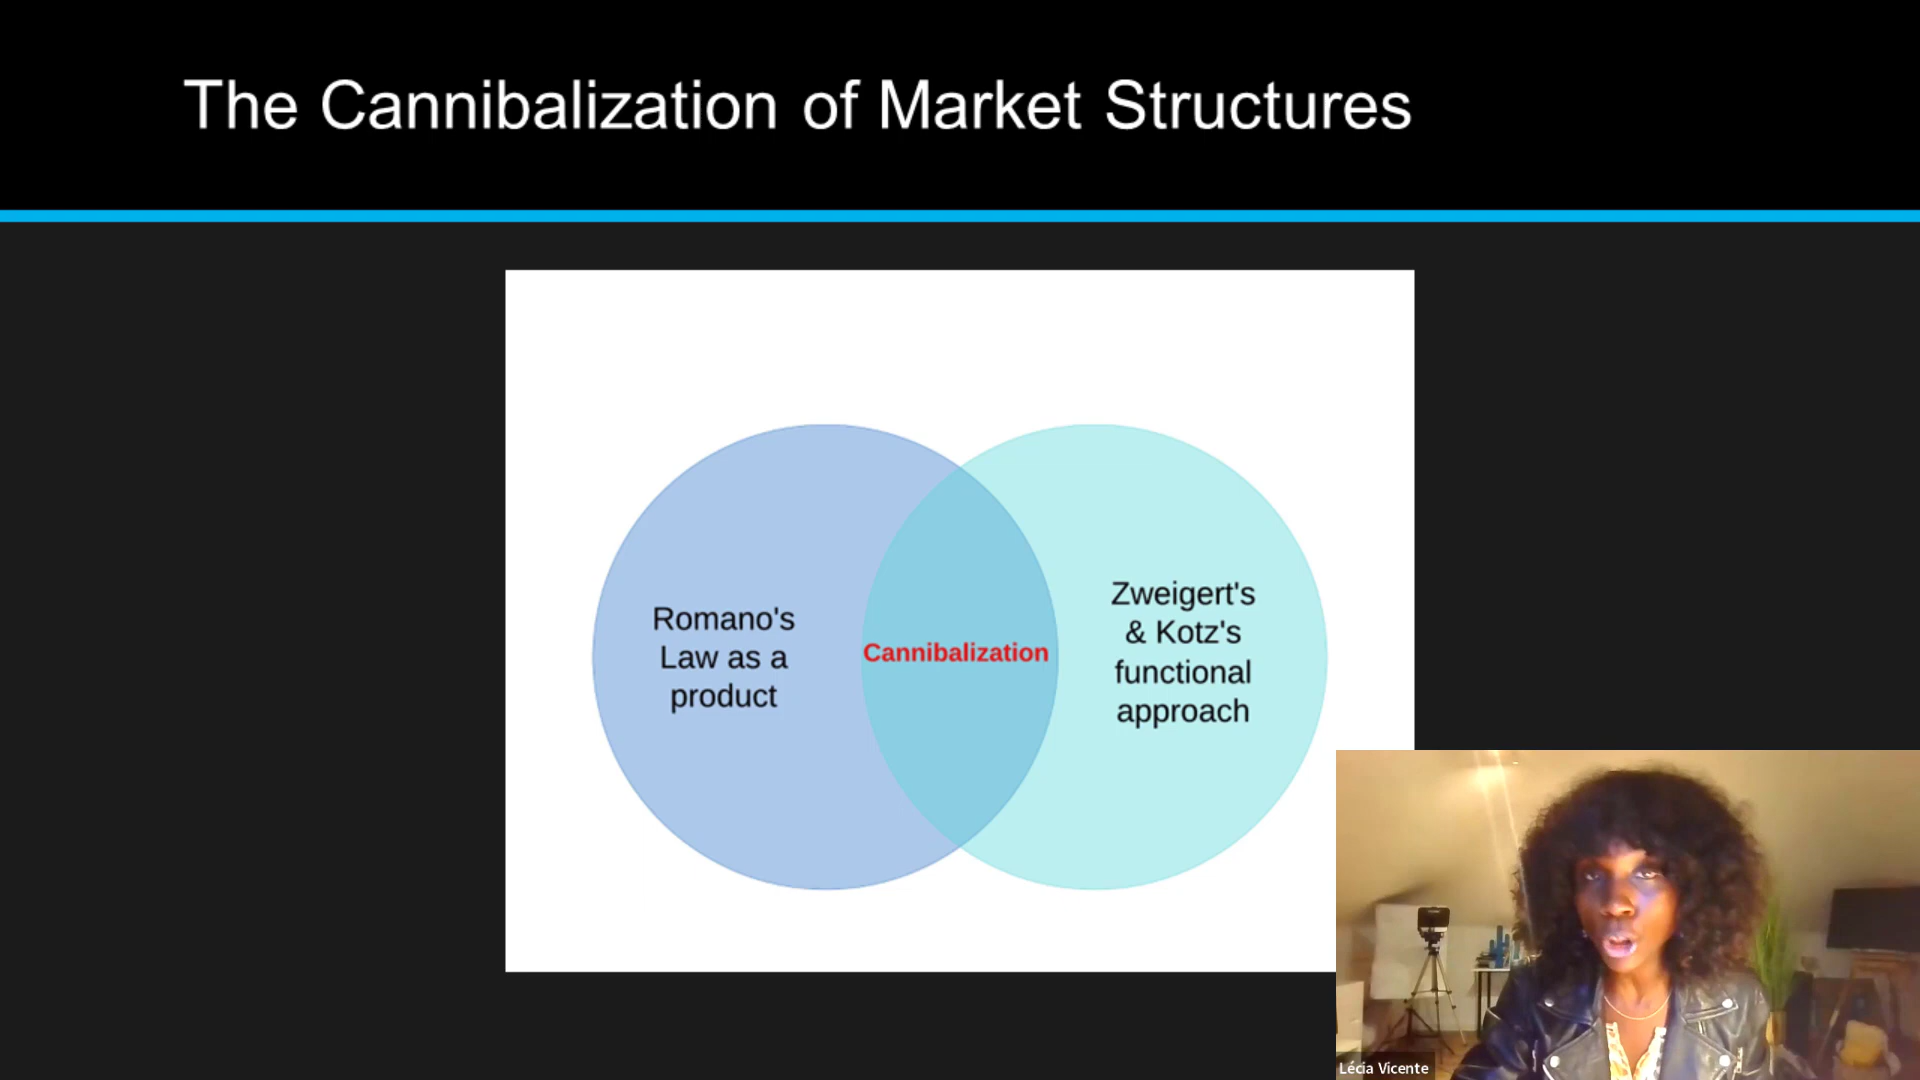 The Cannibalization of Market Structures
Romano's
Law as a
product
Cannibalization
Zweigert's
& Kotz's
functional
approach
Lécia Vicente